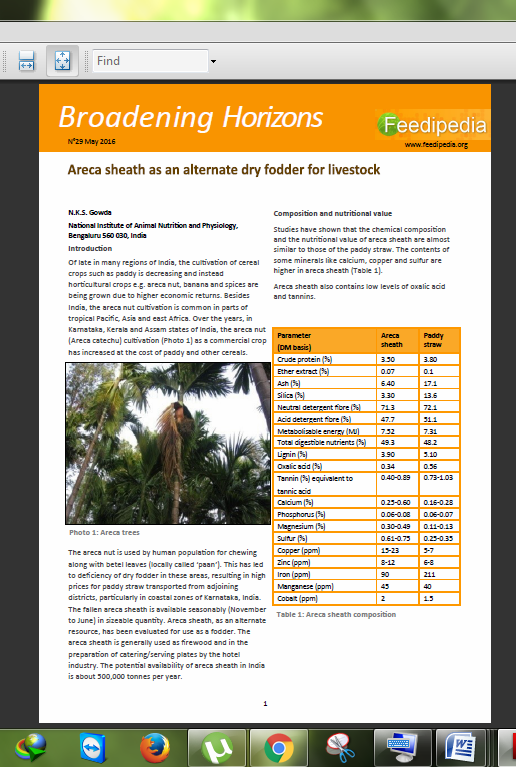 Find
Broadening Horizons
Feedipedia
N°29 May 2016
www.feedipedia.org
Areca sheath as an alternate dry fodder for livestock
N.K.S. Gowda
National Institute of Animal Nutrition and Physiology,
Bengaluru 560 030, India
Introduction
Of late in many regions of India, the cultivation of cereal
crops such as paddy is decreasing and instead
horticultural crops e.g. areca nut, banana and spices are
being grown due to higher economic returns. Besides
India, the areca nut cultivation is common in parts of
tropical Pacific, Asia and east Africa. Over the years, in
Karnataka, Kerala and Assam states of India, the areca nut
(Areca catechu) cultivation (Photo 1) as a commercial crop
has increased at the cost of paddy and other cereals.
Photo 1: Areca trees
The areca nut is used by human population for chewing
along with betel leaves (locally called 'paan'). This has led
to deficiency of dry fodder in these areas, resulting in high
prices for paddy straw transported from adjoining
districts, particularly in coastal zones of Karnataka, India.
The fallen areca sheath is available seasonally (November
to June) in sizeable quantity. Areca sheath, as an alternate
resource, has been evaluated for use as a fodder. The
areca sheath is generally used as firewood and in the
preparation of catering/serving plates by the hotel
industry. The potential availability of areca sheath in India
is about 500,000 tonnes per year.
Composition and nutritional value
Studies have shown that the chemical composition
and the nutritional value of areca sheath are almost
similar to those of the paddy straw. The contents of
some minerals like calcium, copper and sulfur are
higher in areca sheath (Table 1).
Areca sheath also contains low levels of oxalic acid
and tannins.
Parameter Areca Paddy
(DM basis) sheath straw
Crude protein (%) 3.50 3.80
Ether extract (%) 0.07 0.1
Ash (%) 6.40 17.1
Silica (%) 3.30 13.6
Neutral detergent fibre (%) 71.3 72.1
Acid detergent fibre (%) 47.7 51.1
Metabolisable energy (MJ) 7.52 7.31
Total digestible nutrients (%) 49.3 48.2
Lignin (%) 3.90 5.10
Oxalic acid (%) 0.34 0.56
Tannin (%) equivalent to 0.40-0.89 0.73-1.03
tannic acid
Calcium (%) 0.25-0.60 0.16-0.28
Phosphorus (%) 0.06-0.08 0.06-0.07
Magnesium (%) 0.30-0.49 0.11-0.13
Sulfur (%) 0.61-0.75 0.25-0.35
Copper (ppm) 15-23 5-7
Zinc (ppm) 8-12 6-8
Iron (ppm) 90 211
Manganese (ppm) 45 40
Cobalt (ppm) 2 1.5
Table 1: Areca sheath composition
1